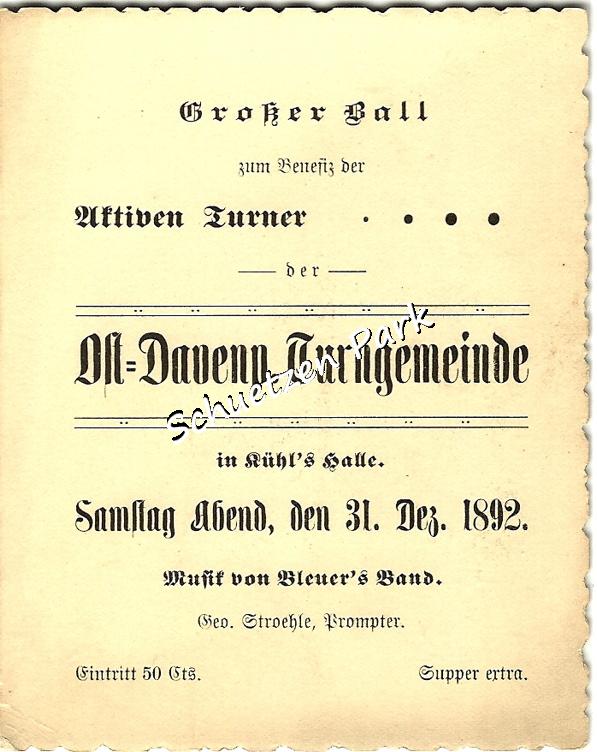 Großer Ball
zum Benefiz der
Aktiven Turner
der
Ost=Davenp. Turngemeinde
Schuetzen Park
in Kühl's Halle.
Samstag Abend, den 31. Dez. 1892.
Musik von Bleuer's Band.
Geo. Stroehle, Prompter.
Eintritt 50 Cts. Supper extra.